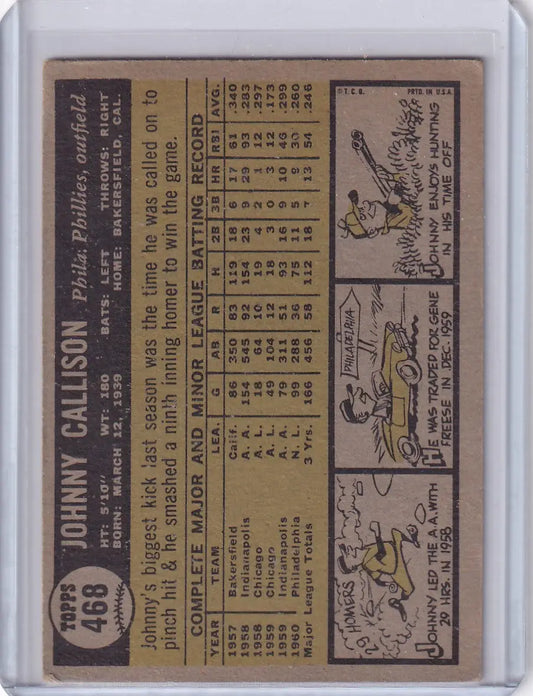 TOPPS
468
JOHNNY CALLISON Phila. Phillies, outfield
HT: 5'10" WT: 180 BATS: LEFT THROWS: RIGHT
BORN: MARCH 12, 1939 HOME: BAKERSFIELD, CAL.
Johnny's biggest kick last season was the time he was called on to
pinch hit & he smashed a ninth inning homer to win the game.
COMPLETE MAJOR AND MINOR LEAGUE BATTING RECORD
YEAR TEAM LEA. G AB R H 2B 3B HR RBI AVG.
1957 Bakersfield Calif. 86 350 83 119 18 6 17 61 .340
1958 Indianapolis A. A. 154 545 92 154 23 9 29 93 .283
1958 Chicago A. L. 18 64 10 19 4 2 1 12 .297
1959 Chicago A. L. 49 104 12 18 3 0 3 12 .173
1959 Indianapolis A. A. 79 311 51 93 16 9 10 46 .299
1960 Philadelphia N. L. 99 288 36 75 11 5 9 30 .260
Major League Totals 3 Yrs. 166 456 58 112 18 7 13 54 .246
29 HOMERS
JOHNNY LED THE A.A. WITH
29 HRS. IN 1958
PHILADELPHIA
HE WAS TRADED FOR GENE
FREESE IN DEC. 1959
© T. C. G. PRTD. IN U.S.A.
JOHNNY ENJOYS HUNTING
IN HIS TIME OFF